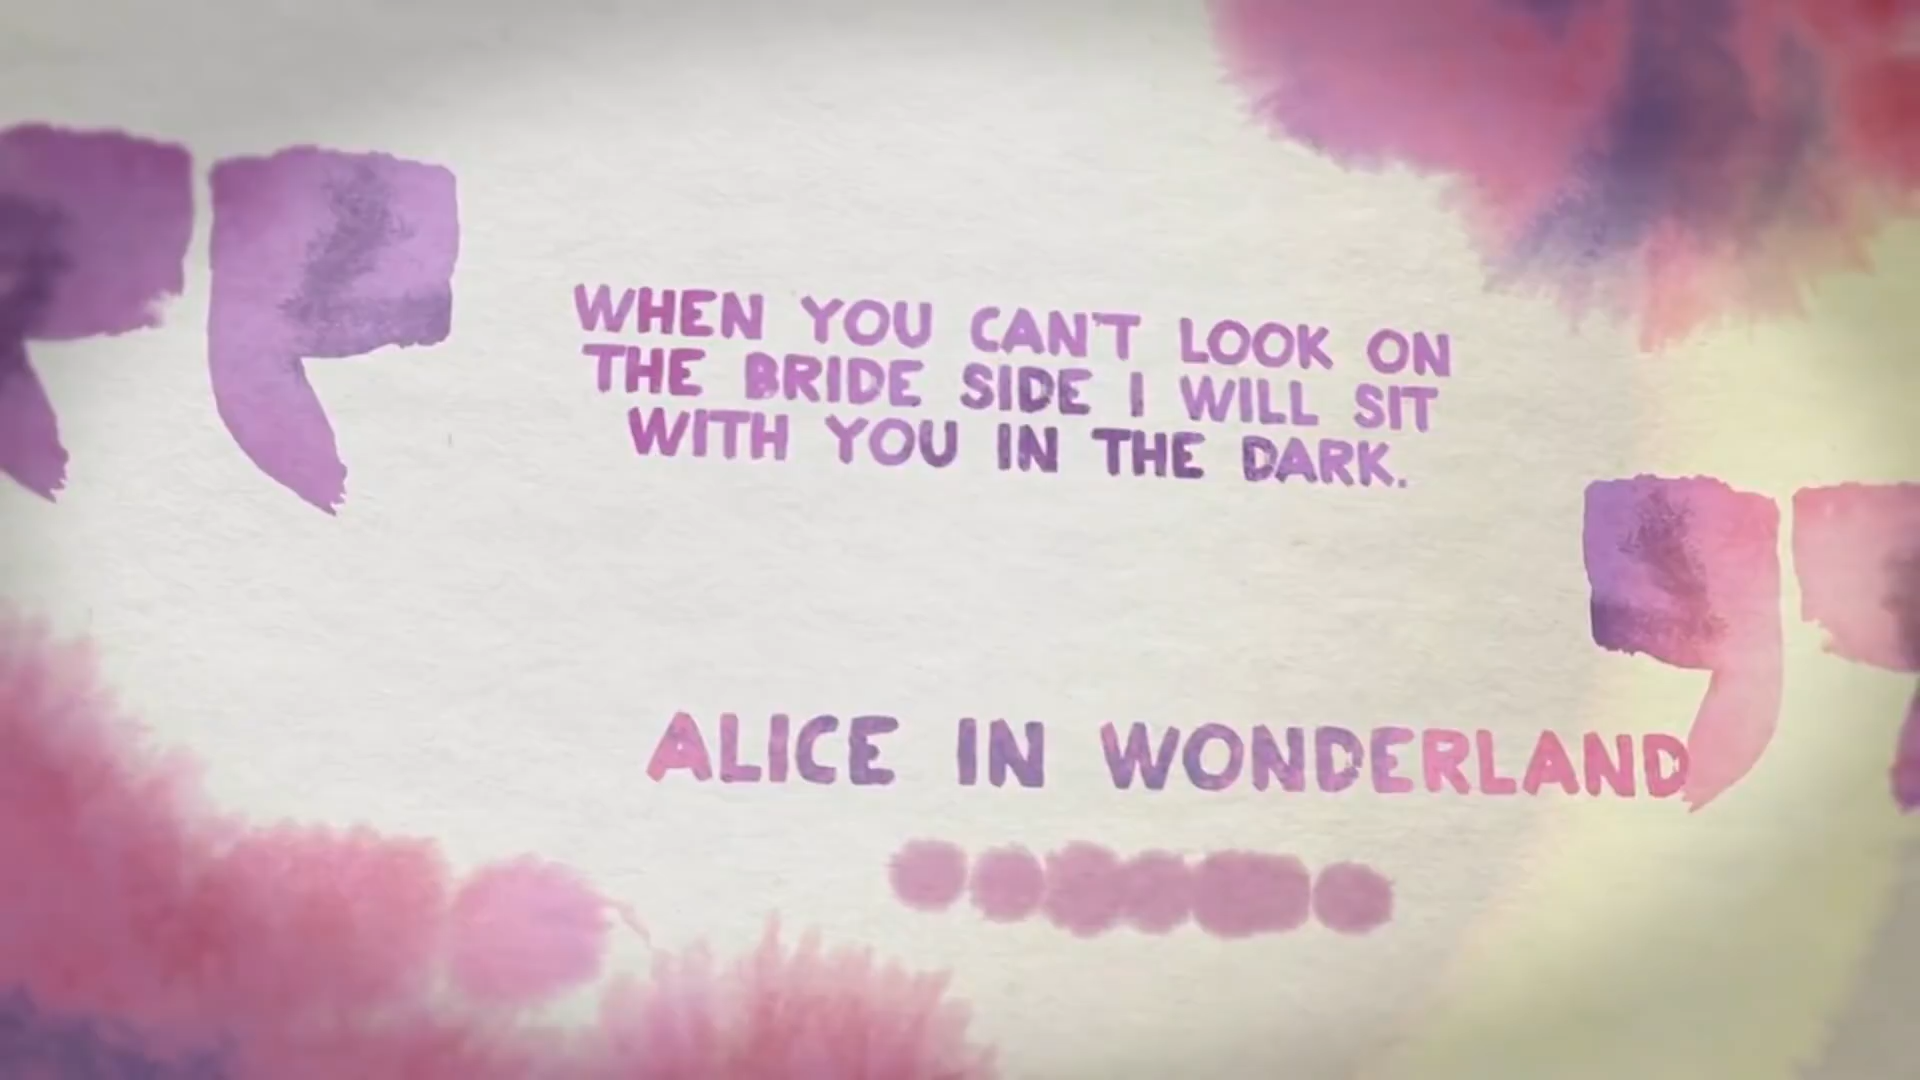 WHEN YOU CAN'T LOOK ON
THE BRIDE SIDE I WILL SIT
WITH YOU IN THE DARK.
ALICE IN WONDERLAND